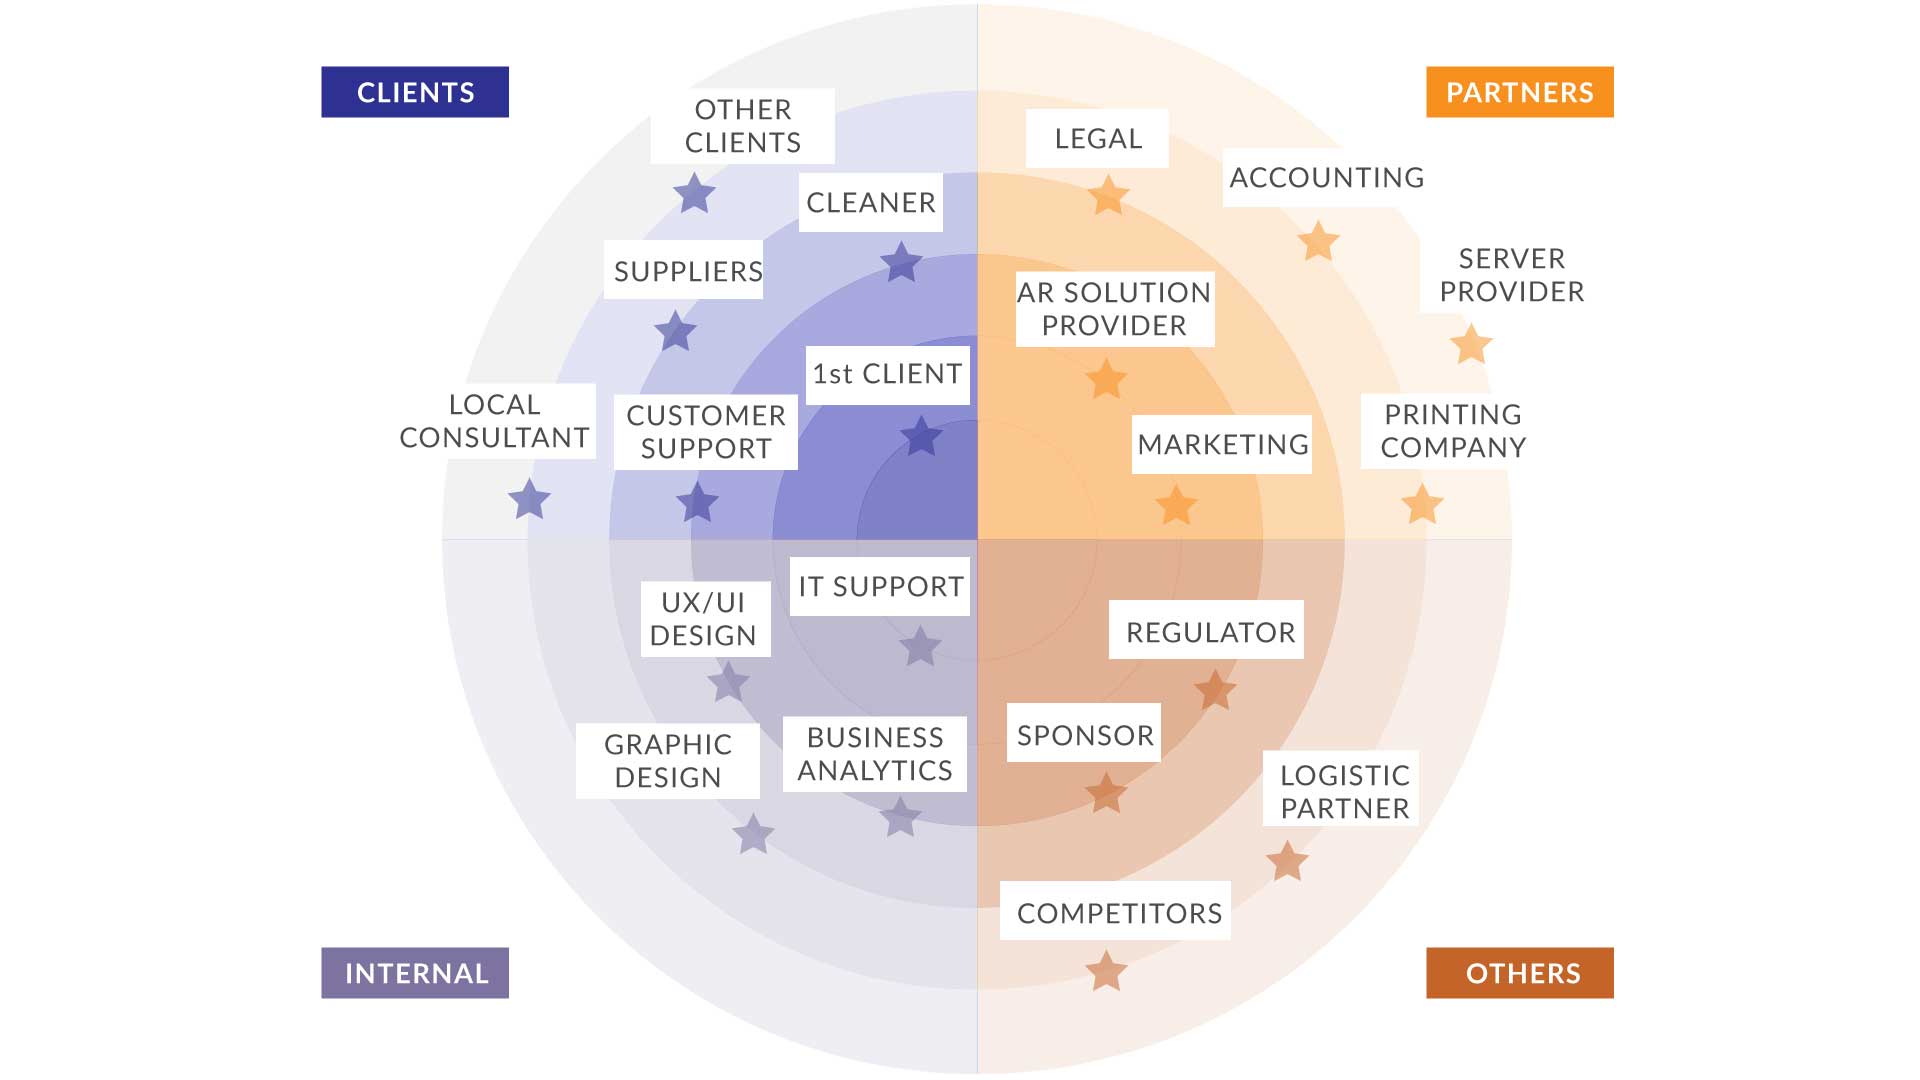 CLIENTS
PARTNERS
OTHER
CLIENTS
LEGAL
ACCOUNTING
CLEANER
SUPPLIERS
SERVER
PROVIDER
AR SOLUTION
PROVIDER
1st CLIENT
LOCAL
CONSULTANT
CUSTOMER
SUPPORT
MARKETING
PRINTING
COMPANY
IT SUPPORT
UX/UI
DESIGN
REGULATOR
GRAPHIC
DESIGN
BUSINESS
ANALYTICS
SPONSOR
LOGISTIC
PARTNER
COMPETITORS
INTERNAL
OTHERS